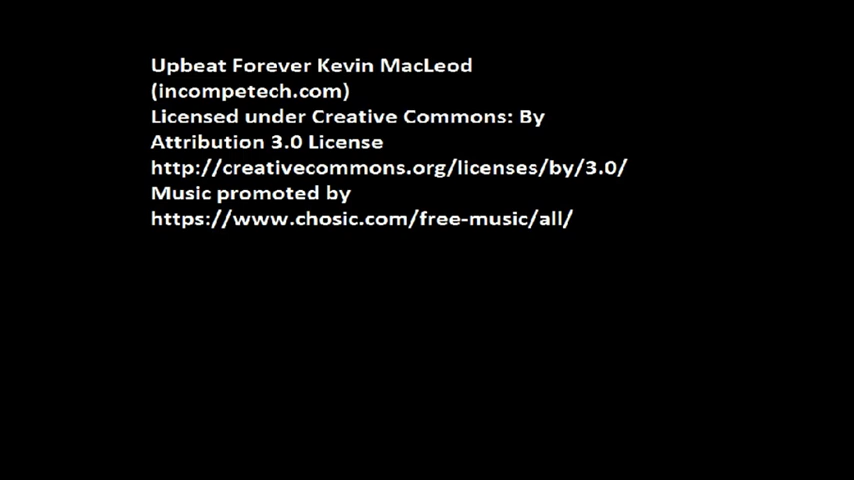 Upbeat Forever Kevin MacLeod
(incompetech.com)
Licensed under Creative Commons: By
Attribution 3.0 License
http://creativecommons.org/licenses/by/3.0/
Music promoted by
https://www.chosic.com/free-music/all/